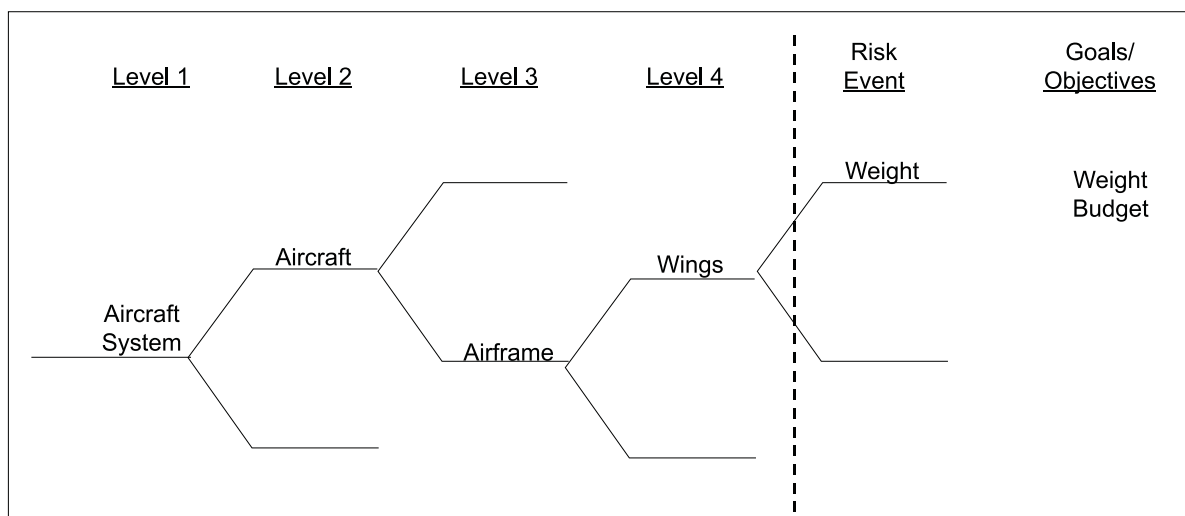 Level 1
Level 2
Level 3
Level 4
Risk
Event
Goals/
Objectives
Weight
Weight
Budget
Aircraft
Wings
Aircraft
System
Airframe